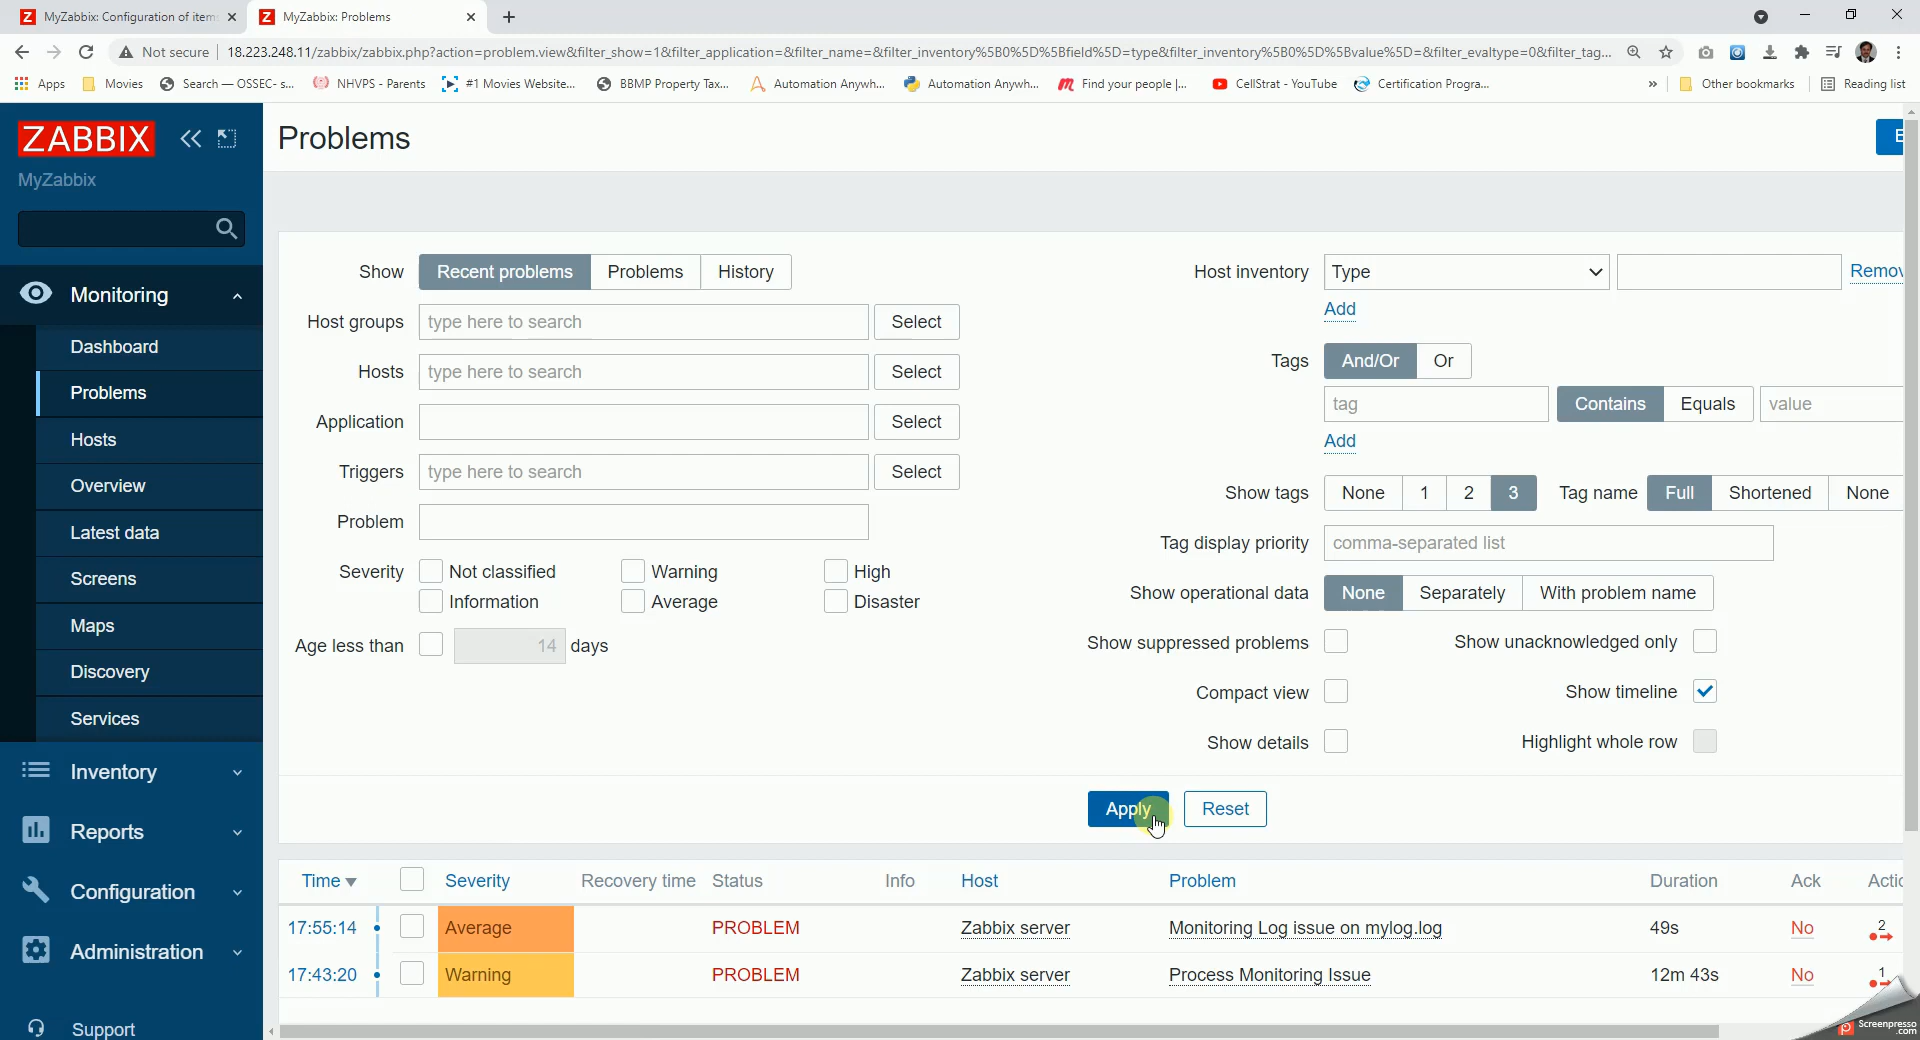 MyZabbix: Configuration of item
MyZabbix: Problems
Not secure
18.223.248.11/zabbix/zabbix.php?action=problem.view&filter_show=1&filter_application=&filter_name=&filter_inventory%5B0%5D%5Bfield%5D=type&filter_inventory%5B0%5D%5Bvalue%5D=&filter_evaltype=0&filter_tag...
Apps
Movies
Search — OSSEC- s...
NHVPS - Parents
#1 Movies Website...
BBMP Property Tax...
Automation Anywh...
Automation Anywh...
Find your people |...
CellStrat - YouTube
Certification Progra...
»
Other bookmarks
Reading list
ZABBIX
MyZabbix
Monitoring
Dashboard
Problems
Hosts
Overview
Latest data
Screens
Maps
Discovery
Services
Inventory
Reports
Configuration
Administration
Support
Problems
E
Show Recent problems Problems History
Host groups type here to search Select
Hosts type here to search Select
Application Select
Triggers type here to search Select
Problem
Severity Not classified Warning High
Information Average Disaster
Age less than 14 days
Host inventory Type Remov
Add
Tags And/Or Or
tag Contains Equals value
Add
Show tags None 1 2 3 Tag name Full Shortened None
Tag display priority comma-separated list
Show operational data None Separately With problem name
Show suppressed problems Show unacknowledged only
Compact view Show timeline
Show details Highlight whole row
Apply Reset
Time Severity Recovery time Status Info Host Problem Duration Ack Actic
17:55:14 Average PROBLEM Zabbix server Monitoring Log issue on mylog.log 49s No 2
17:43:20 Warning PROBLEM Zabbix server Process Monitoring Issue 12m 43s No 1
Screenpresso
.com